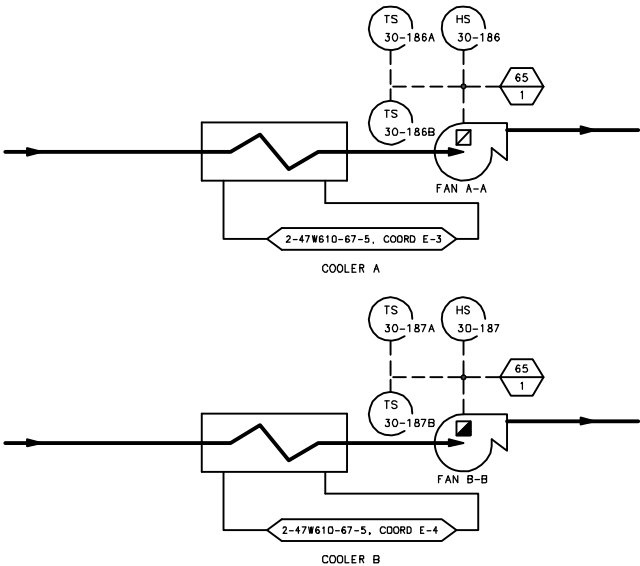 TS
30-186A
HS
30-186
65
1
TS
30-186B
FAN A-A
2-47W610-67-5, COORD E-3
COOLER A
TS
30-187A
HS
30-187
65
1
TS
30-187B
FAN B-B
2-47W610-67-5, COORD E-4
COOLER B